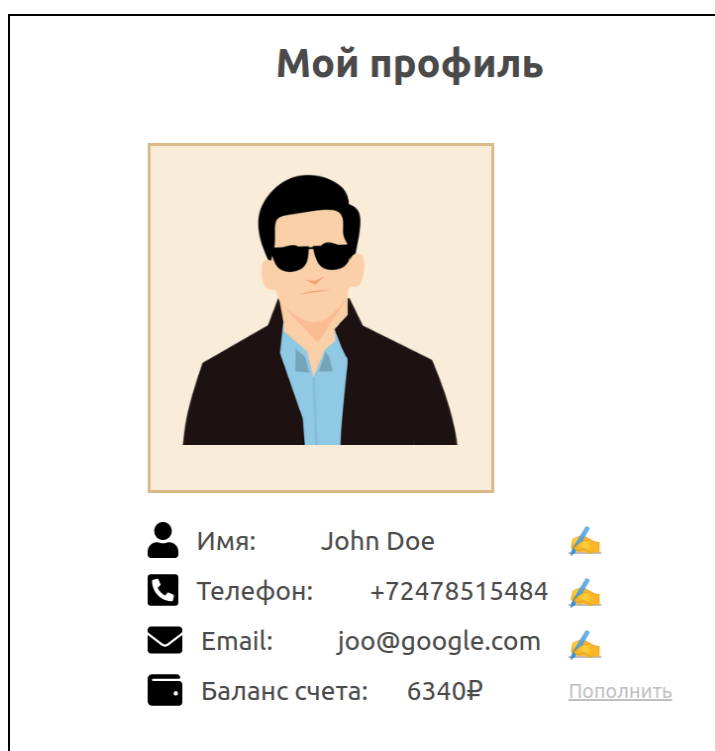 Мой профиль
Имя: John Doe
Телефон: +72478515484
Email: joo@google.com
Баланс счета: 6340₽ Пополнить